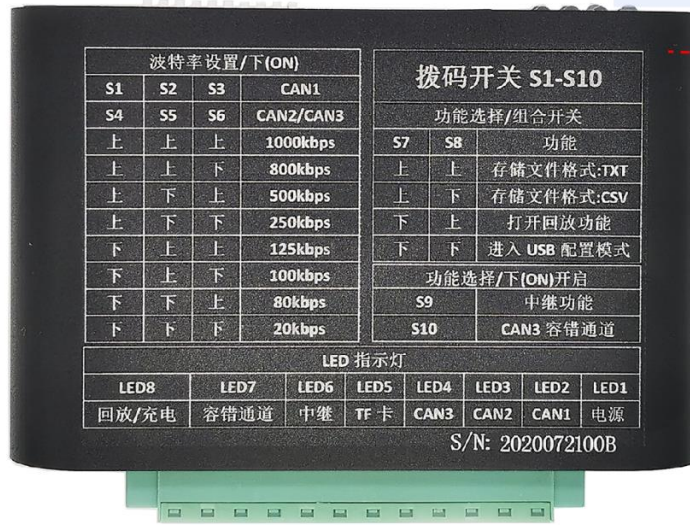 波特率设置/下(ON)
S1 S2 S3 CAN1
S4 S5 S6 CAN2/CAN3
上 上 上 1000kbps
上 上 下 800kbps
上 下 上 500kbps
上 下 下 250kbps
下 上 上 125kbps
下 上 下 100kbps
下 下 上 80kbps
下 下 下 20kbps
拨码开关 S1-S10
功能选择/组合开关
S7 S8 功能
上 上 存储文件格式:TXT
上 下 存储文件格式:CSV
下 上 打开回放功能
下 下 进入 USB 配置模式
功能选择/下(ON)开启
S9 中继功能
S10 CAN3 容错通道
LED 指示灯
LED8 LED7 LED6 LED5 LED4 LED3 LED2 LED1
回放/充电 容错通道 中继 TF 卡 CAN3 CAN2 CAN1 电源
S/N: 2020072100B